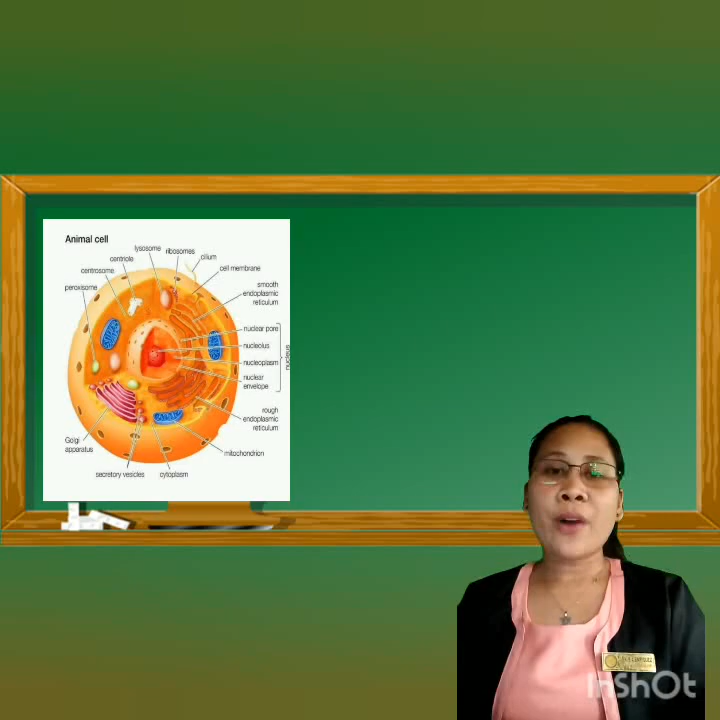 Animal cell
lysosome
ribosomes
cilium
centriole
cell membrane
centrosome
peroxisome
smooth
endoplasmic
reticulum
nuclear pore
nucleolus
nucleoplasm
nuclear
envelope
nucleus
rough
endoplasmic
reticulum
Golgi
apparatus
mitochondrion
secretory vesicles
cytoplasm
InShOt